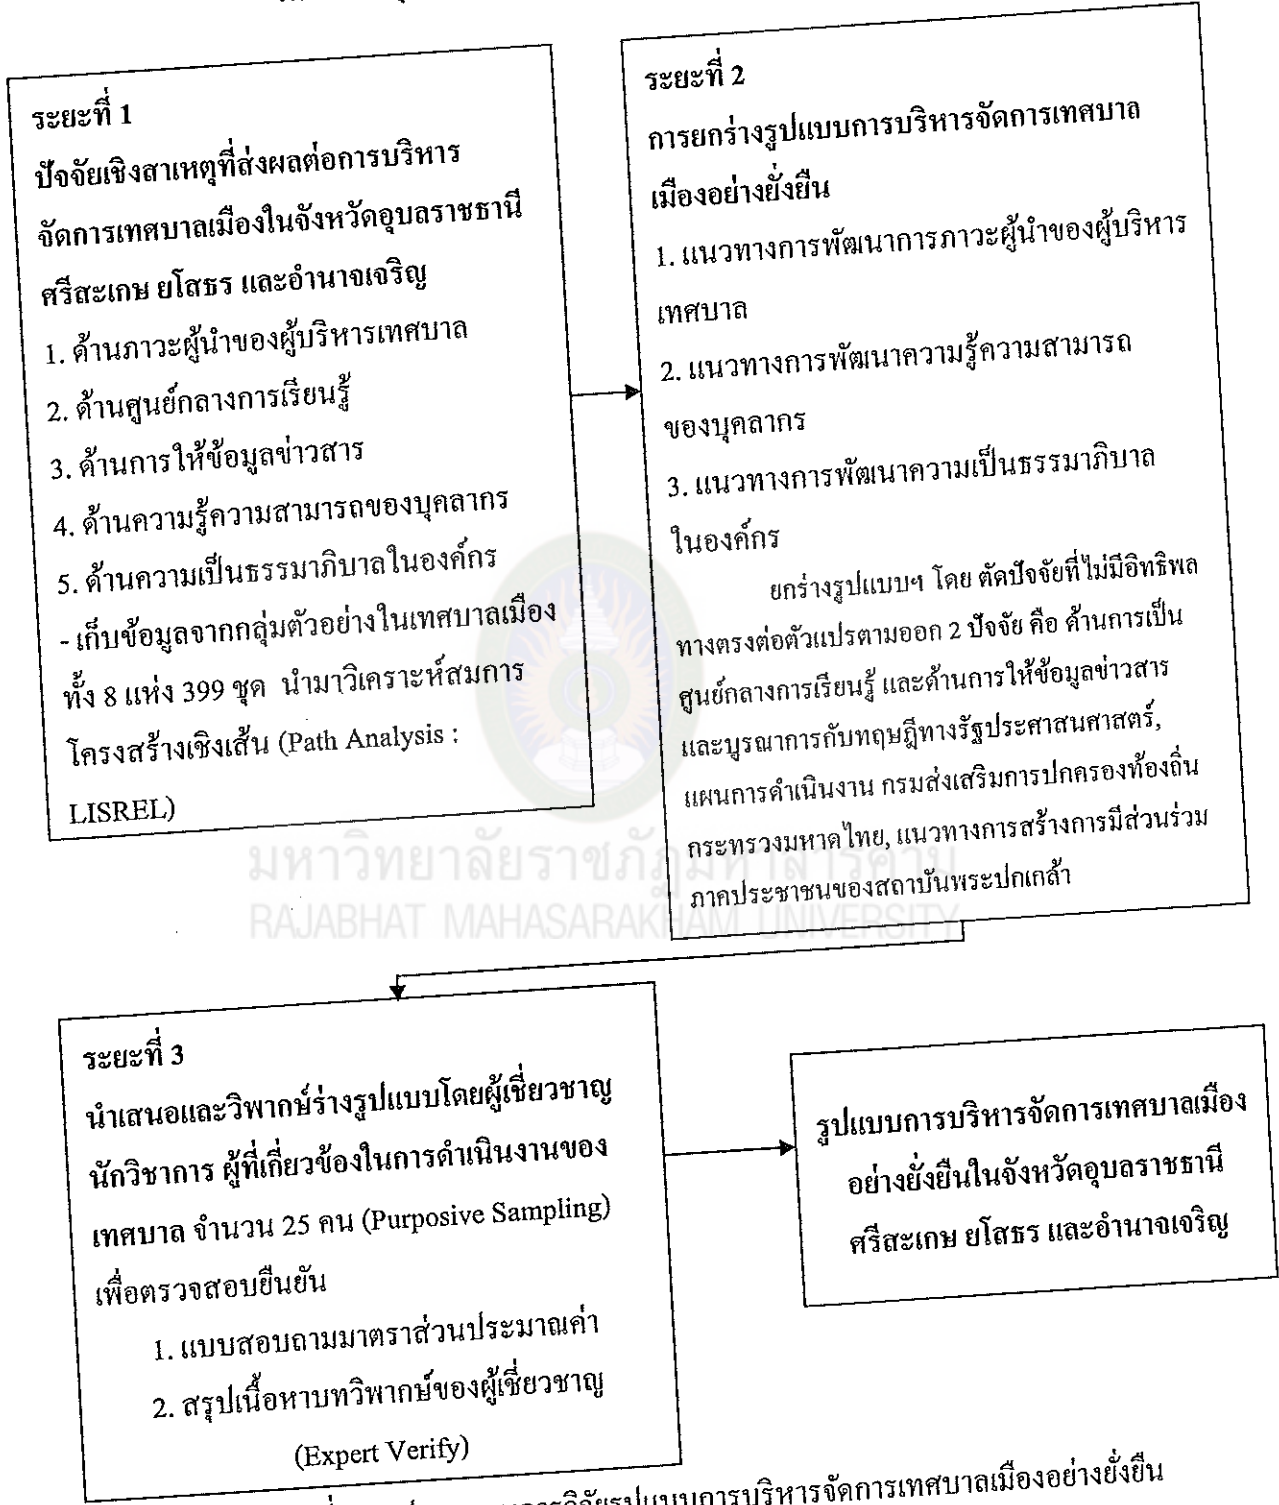 ระยะที่ 1
ปัจจัยเชิงสาเหตุที่ส่งผลต่อการบริหาร
จัดการเทศบาลเมืองในจังหวัดอุบลราชธานี
ศรีสะเกษ ยโสธร และอำนาจเจริญ
1. ด้านภาวะผู้นำของผู้บริหารเทศบาล
2. ด้านศูนย์กลางการเรียนรู้
3. ด้านการให้ข้อมูลข่าวสาร
4. ด้านความรู้ความสามารถของบุคลากร
5. ด้านความเป็นธรรมาภิบาลในองค์กร
- เก็บข้อมูลจากกลุ่มตัวอย่างในเทศบาลเมือง
ทั้ง 8 แห่ง 399 ชุด นำมาวิเคราะห์สมการ
โครงสร้างเชิงเส้น (Path Analysis :
LISREL)
ระยะที่ 2
การยกร่างรูปแบบการบริหารจัดการเทศบาล
เมืองอย่างยั่งยืน
1. แนวทางการพัฒนาการภาวะผู้นำของผู้บริหาร
เทศบาล
2. แนวทางการพัฒนาความรู้ความสามารถ
ของบุคลากร
3. แนวทางการพัฒนาความเป็นธรรมาภิบาล
ในองค์กร
ยกร่างรูปแบบฯ โดย ตัดปัจจัยที่ไม่มีอิทธิพล
ทางตรงต่อตัวแปรตามออก 2 ปัจจัย คือ ด้านการเป็น
ศูนย์กลางการเรียนรู้ และด้านการให้ข้อมูลข่าวสาร
และบูรณาการกับทฤษฎีทางรัฐประศาสนศาสตร์,
แผนการดำเนินงาน กรมส่งเสริมการปกครองท้องถิ่น
กระทรวงมหาดไทย, แนวทางการสร้างการมีส่วนร่วม
ภาคประชาชนของสถาบันพระปกเกล้า
มหาวิทยาลัยราชภัฏมหาสารคาม
RAJABHAT MAHASARAKHAM UNIVERSITY
ระยะที่ 3
นำเสนอและวิพากษ์ร่างรูปแบบโดยผู้เชี่ยวชาญ
นักวิชาการ ผู้ที่เกี่ยวข้องในการดำเนินงานของ
เทศบาล จำนวน 25 คน (Purposive Sampling)
เพื่อตรวจสอบยืนยัน
1. แบบสอบถามมาตราส่วนประมาณค่า
2. สรุปเนื้อหาบทวิพากษ์ของผู้เชี่ยวชาญ
(Expert Verify)
รูปแบบการบริหารจัดการเทศบาลเมือง
อย่างยั่งยืนในจังหวัดอุบลราชธานี
ศรีสะเกษ ยโสธร และอำนาจเจริญ
การวิจัยรูปแบบการบริหารจัดการเทศบาลเมืองอย่างยั่งยืน